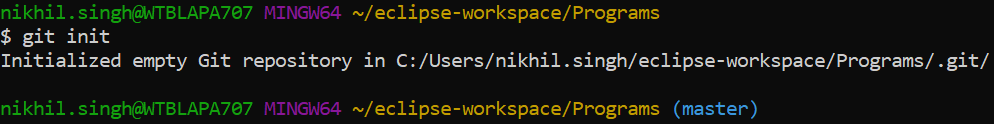 nikhil.singh@WTBLAPA707 MINGW64 ~/eclipse-workspace/Programs
$ git init
Initialized empty Git repository in C:/Users/nikhil.singh/eclipse-workspace/Programs/.git/
nikhil.singh@WTBLAPA707 MINGW64 ~/eclipse-workspace/Programs (master)